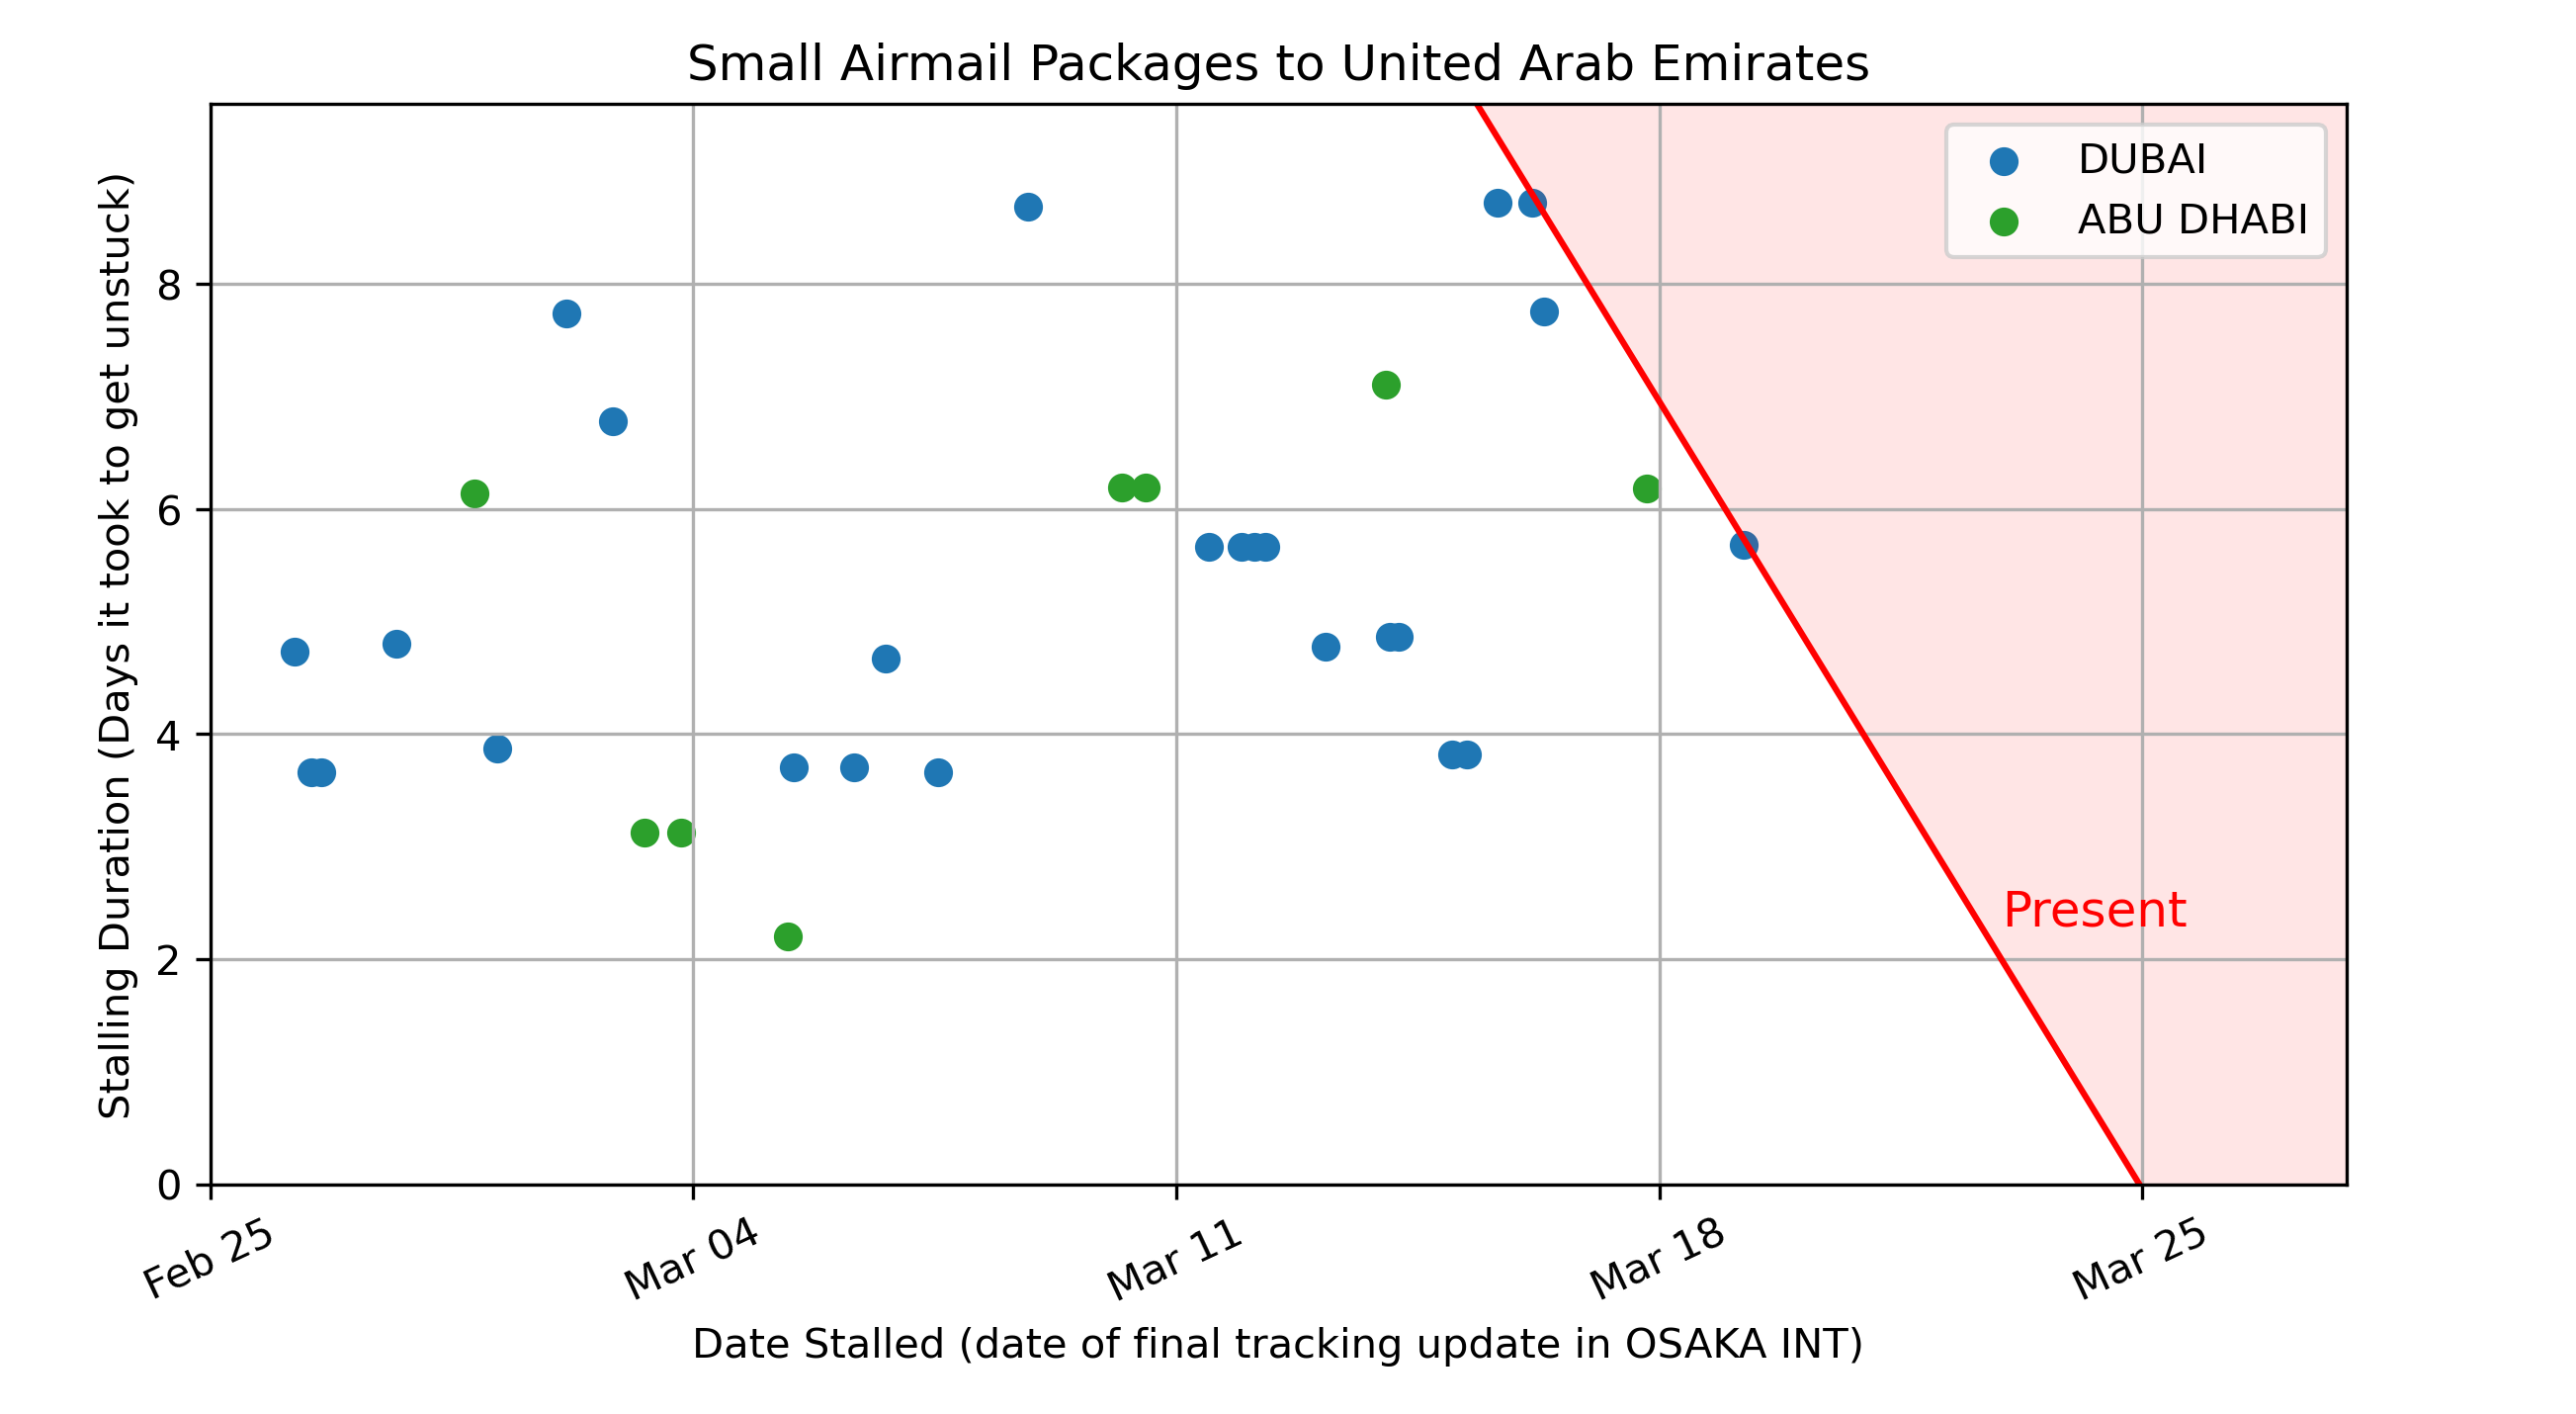 Small Airmail Packages to United Arab Emirates
DUBAI
ABU DHABI
Stalling Duration (Days it took to get unstuck)
8
6
4
2
0
Present
Feb 25
Mar 04
Mar 11
Mar 18
Mar 25
Date Stalled (date of final tracking update in OSAKA INT)